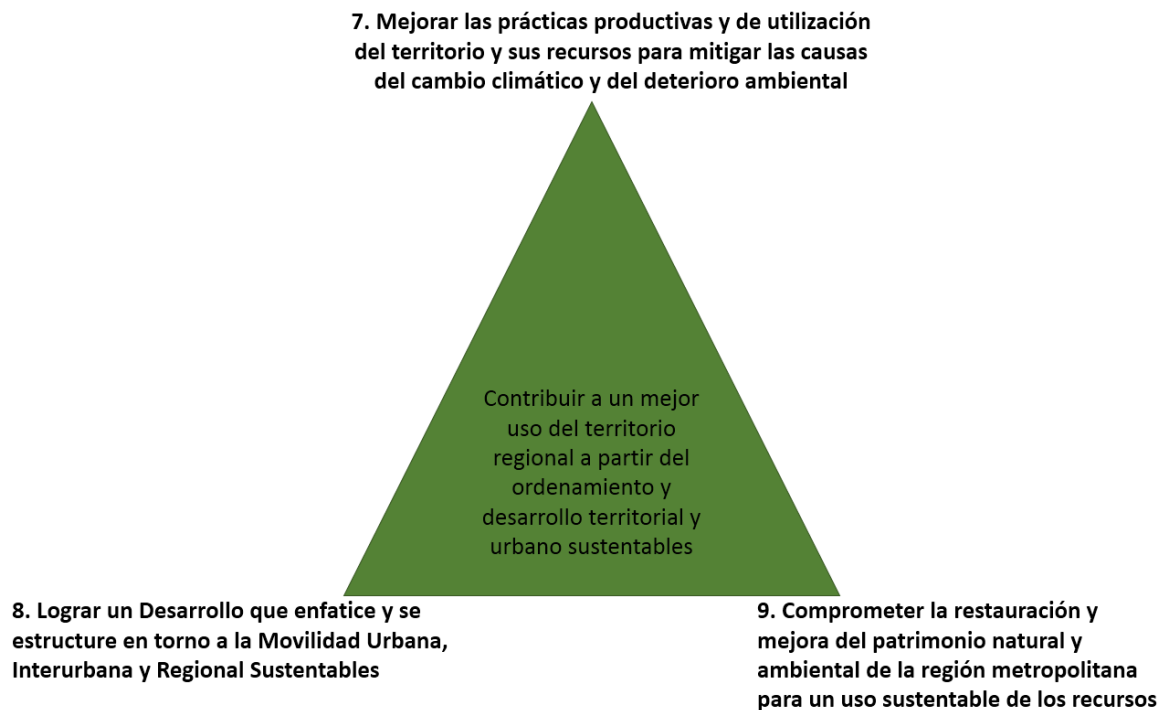 7. Mejorar las prácticas productivas y de utilización
del territorio y sus recursos para mitigar las causas
del cambio climático y del deterioro ambiental
Contribuir a un mejor
uso del territorio
regional a partir del
ordenamiento y
desarrollo territorial y
urbano sustentables
8. Lograr un Desarrollo que enfatice y se
estructure en torno a la Movilidad Urbana,
Interurbana y Regional Sustentables
9. Comprometer la restauración y
mejora del patrimonio natural y
ambiental de la región metropolitana
para un uso sustentable de los recursos